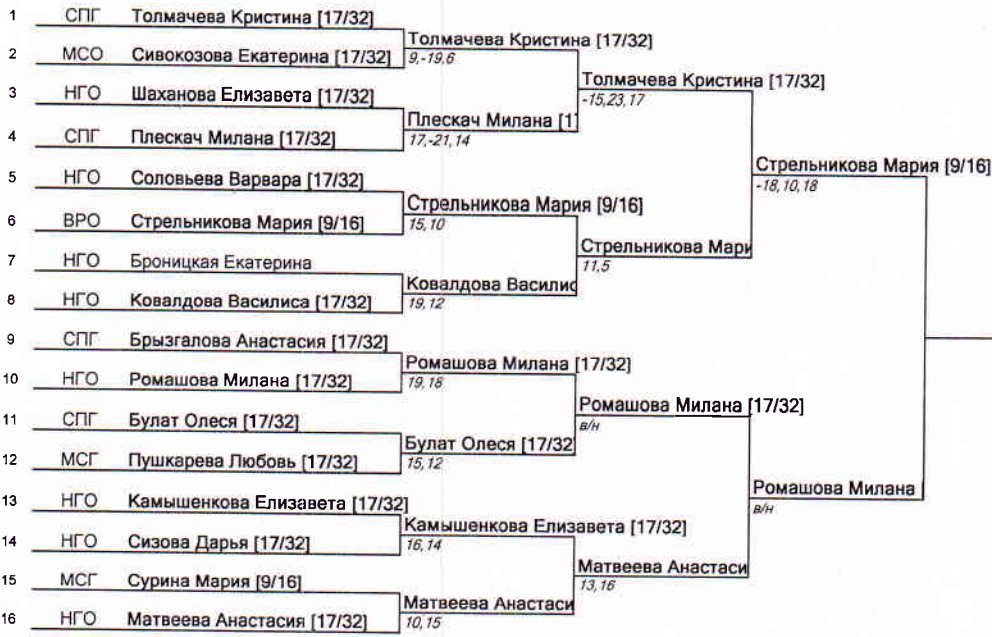 1 СПГ Толмачева Кристина [17/32]
Толмачева Кристина [17/32]
2 МСО Сивокозова Екатерина [17/32]
9,-19,6
Толмачева Кристина [17/32]
3 НГО Шаханова Елизавета [17/32]
-15,23,17
Плескач Милана [1
4 СПГ Плескач Милана [17/32]
17,-21,14
Стрельникова Мария [9/16]
5 НГО Соловьева Варвара [17/32]
-18,10,18
Стрельникова Мария [9/16]
6 ВРО Стрельникова Мария [9/16]
15,10
Стрельникова Мари
7 НГО Броницкая Екатерина
11,5
Ковалдова Василис
8 НГО Ковалдова Василиса [17/32]
19,12
9 СПГ Брызгалова Анастасия [17/32]
Ромашова Милана [17/32]
10 НГО Ромашова Милана [17/32]
19,18
Ромашова Милана [17/32]
11 СПГ Булат Олеся [17/32]
в/н
Булат Олеся [17/32
12 МСГ Пушкарева Любовь [17/32]
15,12
Ромашова Милана
13 НГО Камышенкова Елизавета [17/32]
в/н
Камышенкова Елизавета [17/32]
14 НГО Сизова Дарья [17/32]
16,14
Матвеева Анастаси
15 МСГ Сурина Мария [9/16]
13,16
Матвеева Анастаси
16 НГО Матвеева Анастасия [17/32]
10,15